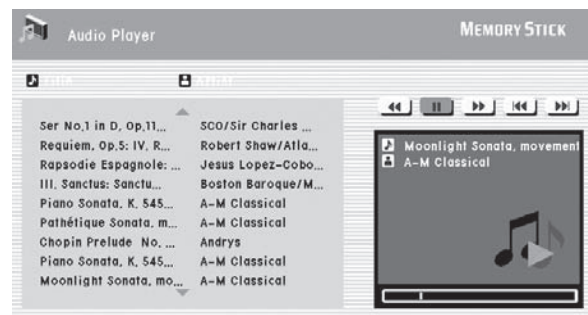 Audio Player
MEMORY STICK
Ser No,1 in D, Op,11... SCO/Sir Charles ...
Requiem, Op,5: IV, R... Robert Shaw/Atla...
Rapsodie Espagnole: ... Jesus Lopez-Cobo...
III, Sanctus: Sanctu... Boston Baroque/M...
Piano Sonata, K, 545... A-M Classical
Pathétique Sonata, m... A-M Classical
Chopin Prelude No, ... Andrys
Piano Sonata, K, 545... A-M Classical
Moonlight Sonata, mo... A-M Classical
Moonlight Sonata, movement
A-M Classical